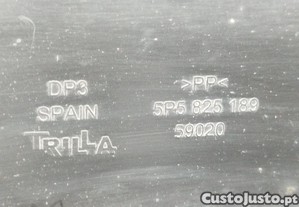 DP3
SPAIN
TRILLA
>PP<
5P5 825 189
59020
CustoJusto.pt